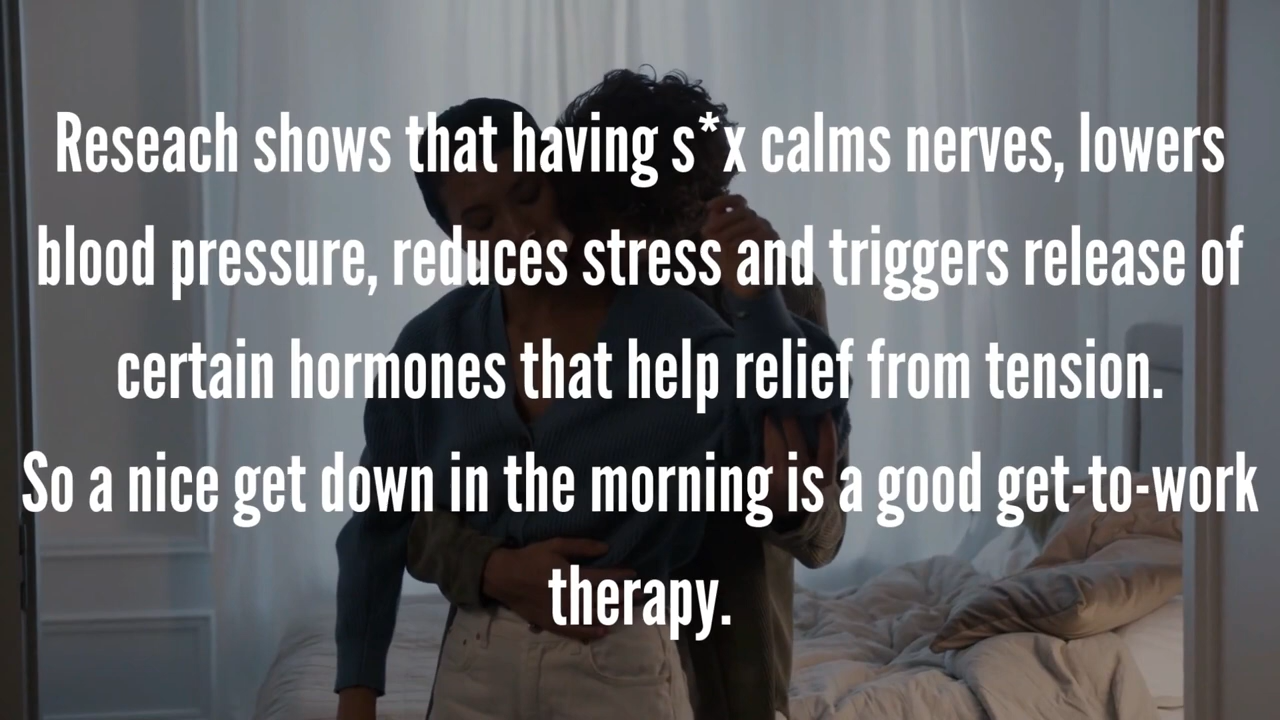 Reseach shows that having s*x calms nerves, lowers
blood pressure, reduces stress and triggers release of
certain hormones that help relief from tension.
So a nice get down in the morning is a good get-to-work
therapy.